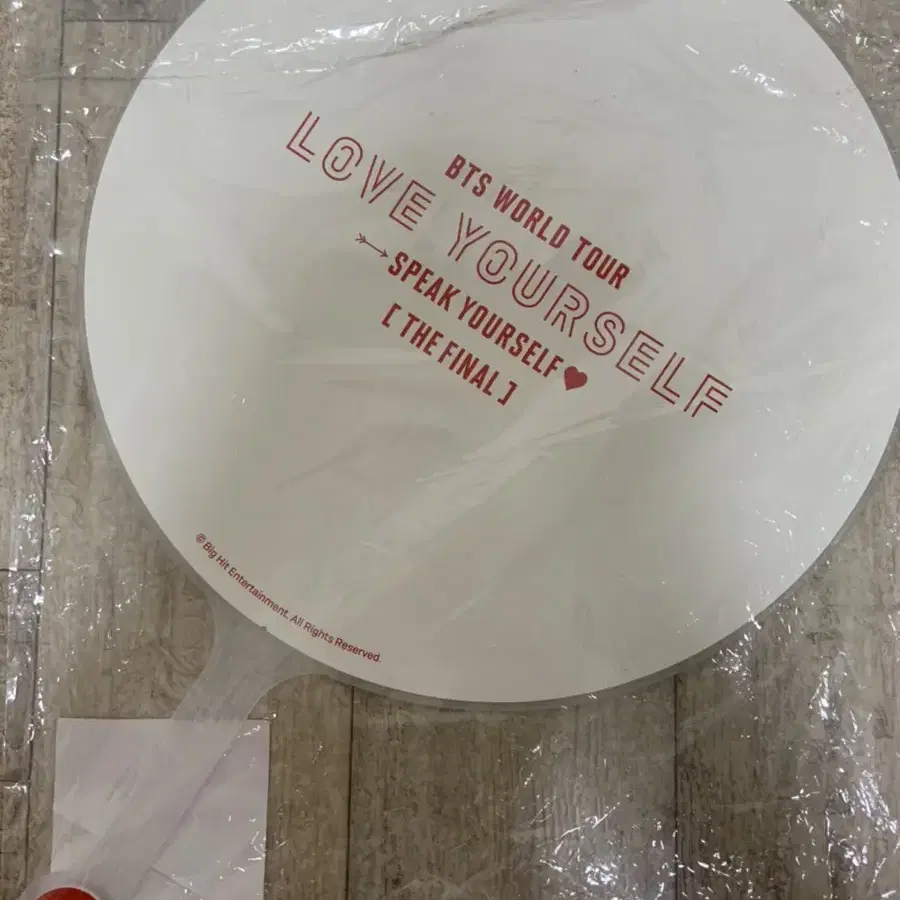 BTS WORLD TOUR
LOVE YOURSELF
SPEAK YOURSELF
[ THE FINAL ]
© Big Hit Entertainment. All Rights Reserved.